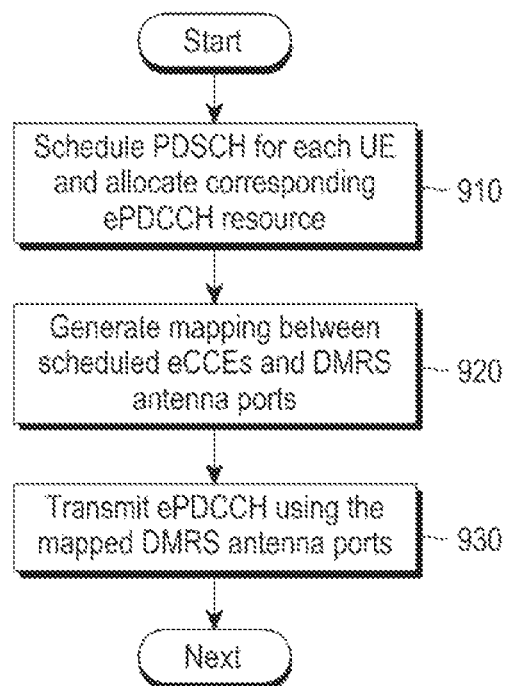 Start
Schedule PDSCH for each UE
and allocate corresponding
ePDCCH resource
910
Generate mapping between
scheduled eCCEs and DMRS
antenna ports
920
Transmit ePDCCH using the
mapped DMRS antenna ports
930
Next